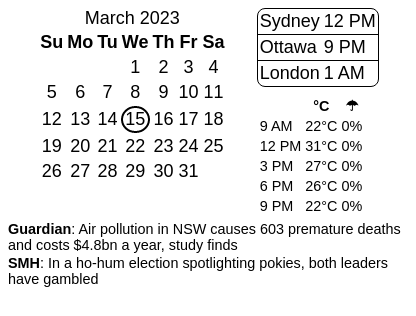 March 2023
Su Mo Tu We Th Fr Sa
1 2 3 4
5 6 7 8 9 10 11
12 13 14 15 16 17 18
19 20 21 22 23 24 25
26 27 28 29 30 31
Sydney 12 PM
Ottawa 9 PM
London 1 AM
°C ☂
9 AM 22°C 0%
12 PM 31°C 0%
3 PM 27°C 0%
6 PM 26°C 0%
9 PM 22°C 0%
Guardian: Air pollution in NSW causes 603 premature deaths
and costs $4.8bn a year, study finds
SMH: In a ho-hum election spotlighting pokies, both leaders
have gambled